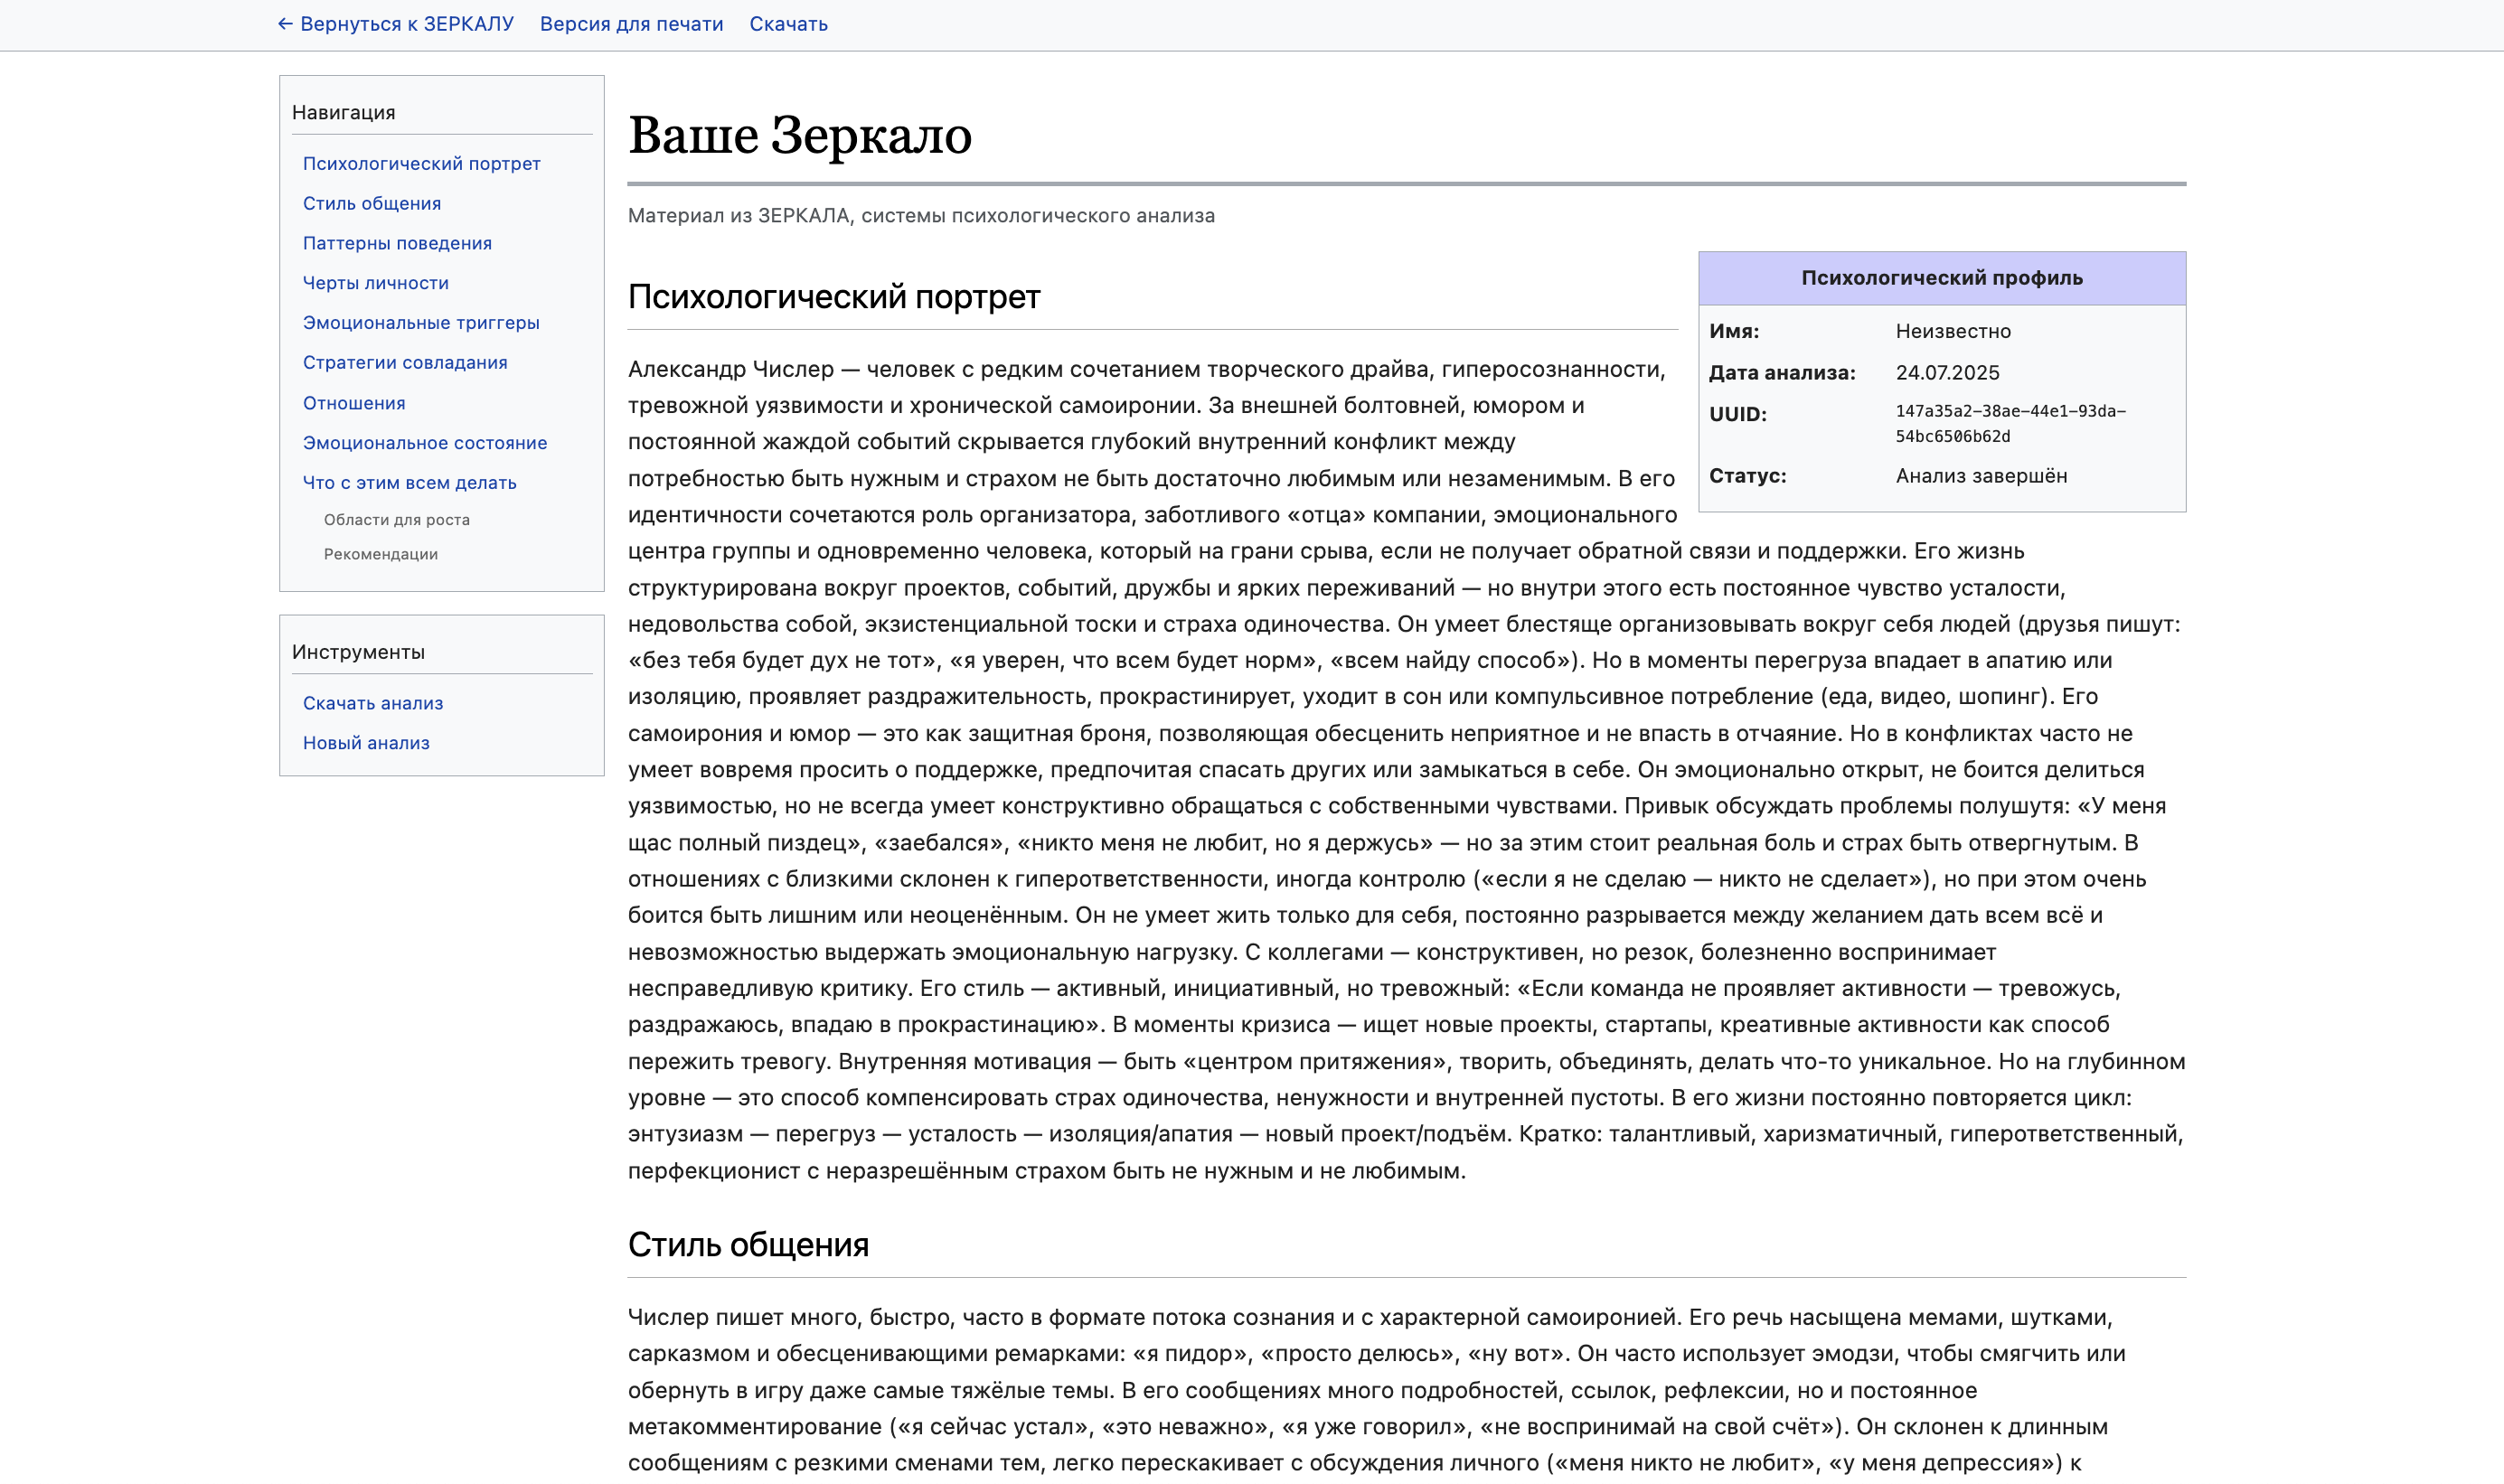 ← Вернуться к ЗЕРКАЛУ Версия для печати Скачать
Навигация
Психологический портрет
Стиль общения
Паттерны поведения
Черты личности
Эмоциональные триггеры
Стратегии совладания
Отношения
Эмоциональное состояние
Что с этим всем делать
Области для роста
Рекомендации
Инструменты
Скачать анализ
Новый анализ
Ваше Зеркало
Материал из ЗЕРКАЛА, системы психологического анализа
Психологический профиль
Имя: Неизвестно
Дата анализа: 24.07.2025
UUID: 147a35a2-38ae-44e1-93da-
54bc6506b62d
Статус: Анализ завершён
Психологический портрет
Александр Числер — человек с редким сочетанием творческого драйва, гиперосознанности,
тревожной уязвимости и хронической самоиронии. За внешней болтовней, юмором и
постоянной жаждой событий скрывается глубокий внутренний конфликт между
потребностью быть нужным и страхом не быть достаточно любимым или незаменимым. В его
идентичности сочетаются роль организатора, заботливого «отца» компании, эмоционального
центра группы и одновременно человека, который на грани срыва, если не получает обратной связи и поддержки. Его жизнь
структурирована вокруг проектов, событий, дружбы и ярких переживаний — но внутри этого есть постоянное чувство усталости,
недовольства собой, экзистенциальной тоски и страха одиночества. Он умеет блестяще организовывать вокруг себя людей (друзья пишут:
«без тебя будет дух не тот», «я уверен, что всем будет норм», «всем найду способ»). Но в моменты перегруза впадает в апатию или
изоляцию, проявляет раздражительность, прокрастинирует, уходит в сон или компульсивное потребление (еда, видео, шопинг). Его
самоирония и юмор — это как защитная броня, позволяющая обесценить неприятное и не впасть в отчаяние. Но в конфликтах часто не
умеет вовремя просить о поддержке, предпочитая спасать других или замыкаться в себе. Он эмоционально открыт, не боится делиться
уязвимостью, но не всегда умеет конструктивно обращаться с собственными чувствами. Привык обсуждать проблемы полушутя: «У меня
щас полный пиздец», «заебался», «никто меня не любит, но я держусь» — но за этим стоит реальная боль и страх быть отвергнутым. В
отношениях с близкими склонен к гиперответственности, иногда контролю («если я не сделаю — никто не сделает»), но при этом очень
боится быть лишним или неоценённым. Он не умеет жить только для себя, постоянно разрывается между желанием дать всем всё и
невозможностью выдержать эмоциональную нагрузку. С коллегами — конструктивен, но резок, болезненно воспринимает
несправедливую критику. Его стиль — активный, инициативный, но тревожный: «Если команда не проявляет активности — тревожусь,
раздражаюсь, впадаю в прокрастинацию». В моменты кризиса — ищет новые проекты, стартапы, креативные активности как способ
пережить тревогу. Внутренняя мотивация — быть «центром притяжения», творить, объединять, делать что-то уникальное. Но на глубинном
уровне — это способ компенсировать страх одиночества, ненужности и внутренней пустоты. В его жизни постоянно повторяется цикл:
энтузиазм — перегруз — усталость — изоляция/апатия — новый проект/подъём. Кратко: талантливый, харизматичный, гиперответственный,
перфекционист с неразрешённым страхом быть не нужным и не любимым.
Стиль общения
Числер пишет много, быстро, часто в формате потока сознания и с характерной самоиронией. Его речь насыщена мемами, шутками,
сарказмом и обесценивающими ремарками: «я пидор», «просто делюсь», «ну вот». Он часто использует эмодзи, чтобы смягчить или
обернуть в игру даже самые тяжёлые темы. В его сообщениях много подробностей, ссылок, рефлексии, но и постоянное
метакомментирование («я сейчас устал», «это неважно», «я уже говорил», «не воспринимай на свой счёт»). Он склонен к длинным
сообщениям с резкими сменами тем, легко перескакивает с обсуждения личного («меня никто не любит», «у меня депрессия») к